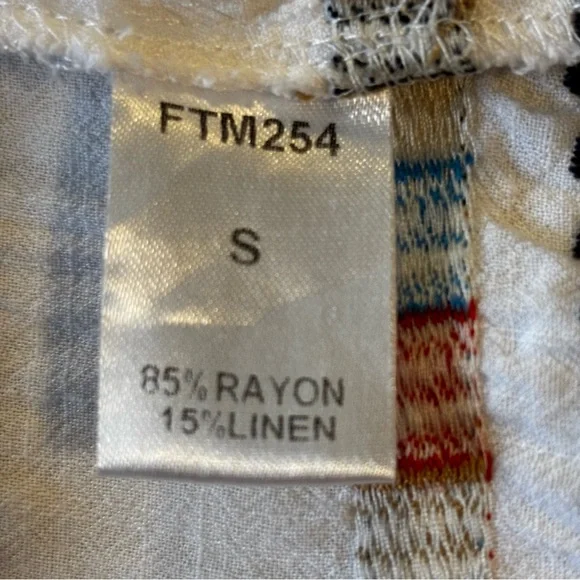 FTM254
S
85% RAYON
15%LINEN